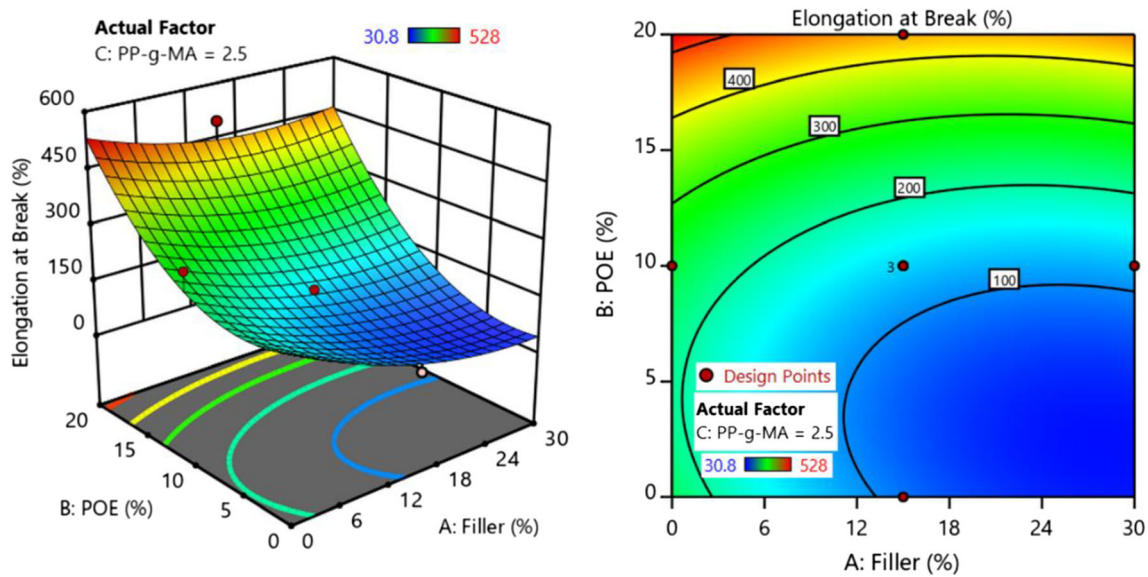 Actual Factor
C: PP-g-MA = 2.5
30.8 528
Elongation at Break (%)
600
450
300
150
0
20
15
10
5
0
B: POE (%)
0
6
12
18
24
30
A: Filler (%)
Elongation at Break (%)
B: POE (%)
20
15
10
5
0
400
300
200
3
100
Design Points
Actual Factor
C: PP-g-MA = 2.5
30.8 528
0 6 12 18 24 30
A: Filler (%)